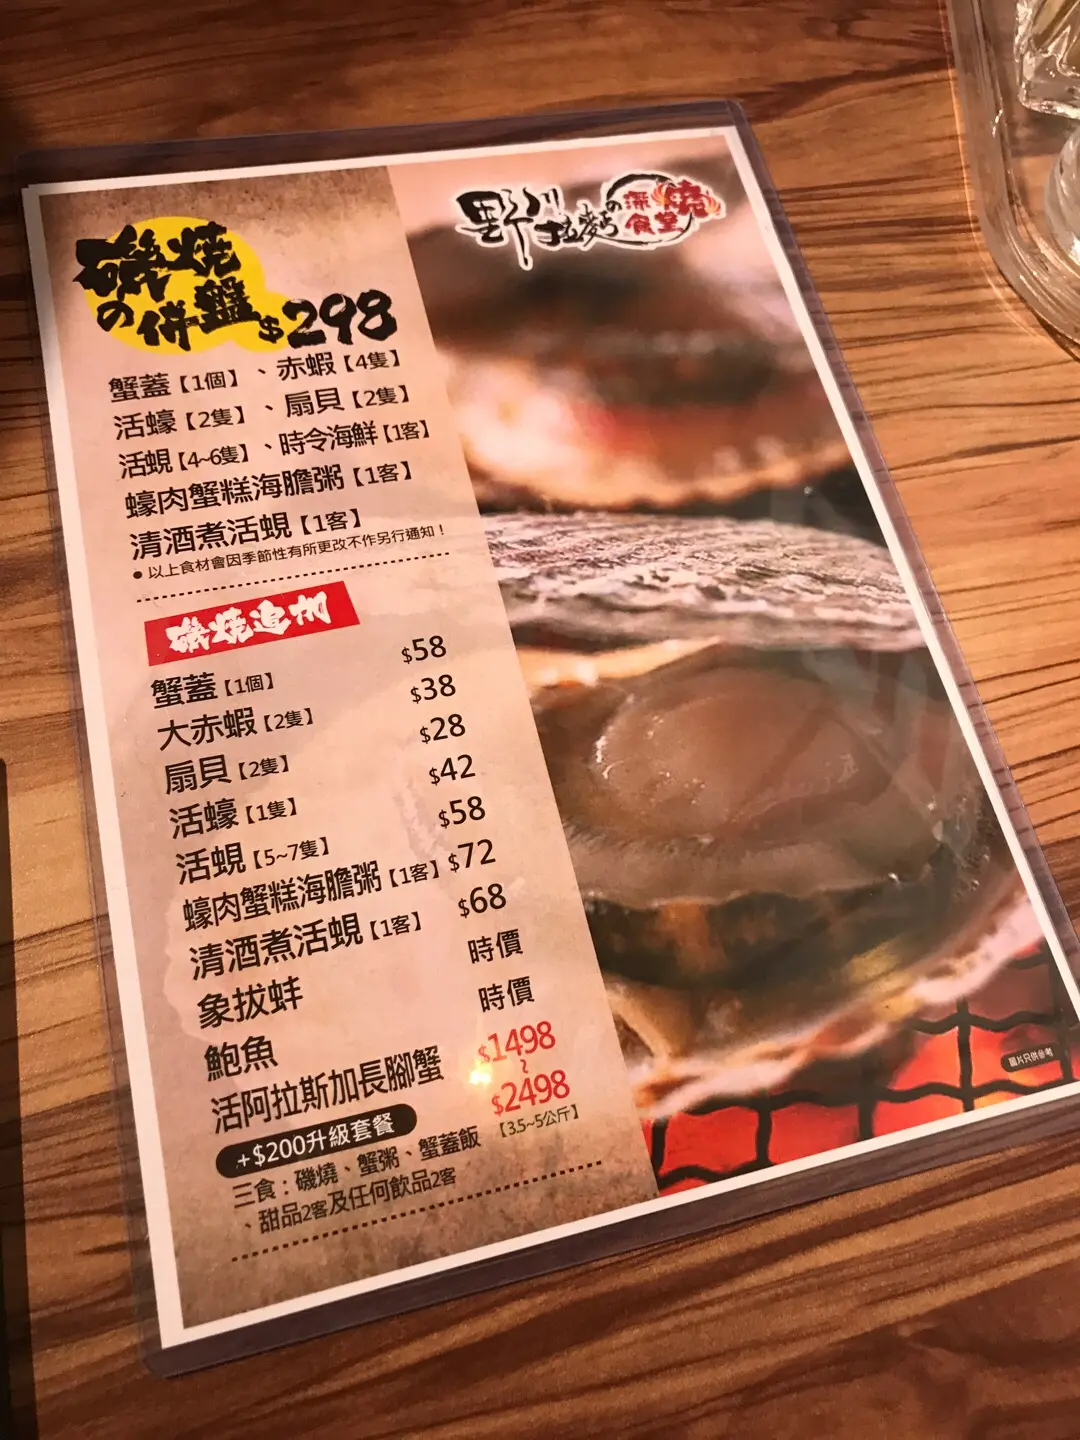 野川拉麵の深燒食堂
磯燒の併盤 $298
蟹蓋【1個】、赤蝦【4隻】
活蠔【2隻】、扇貝【2隻】
活蜆【4~6隻】、時令海鮮【1客】
蠔肉蟹糕海膽粥【1客】
清酒煮活蜆【1客】
●以上食材會因季節性有所更改不作另行通知！
磯燒追加
蟹蓋【1個】 $58
大赤蝦【2隻】 $38
扇貝【2隻】 $28
活蠔【1隻】 $42
活蜆【5~7隻】 $58
蠔肉蟹糕海膽粥【1客】 $72
清酒煮活蜆【1客】 $68
象拔蚌 時價
鮑魚 時價
活阿拉斯加長腳蟹 $1498~$2498
【3.5~5公斤】
+$200升級套餐
三食：磯燒、蟹粥、蟹蓋飯
、甜品2客及任何飲品2客
圖片只供參考